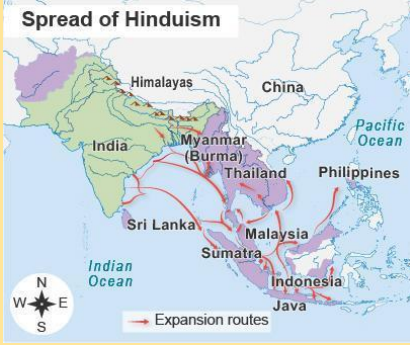 Spread of Hinduism
Himalayas
China
Pacific
Ocean
India
Myanmar
(Burma)
Thailand
Philippines
Sri Lanka
Malaysia
Sumatra
Indian
Ocean
Indonesia
Java
N
W
E
S
Expansion routes